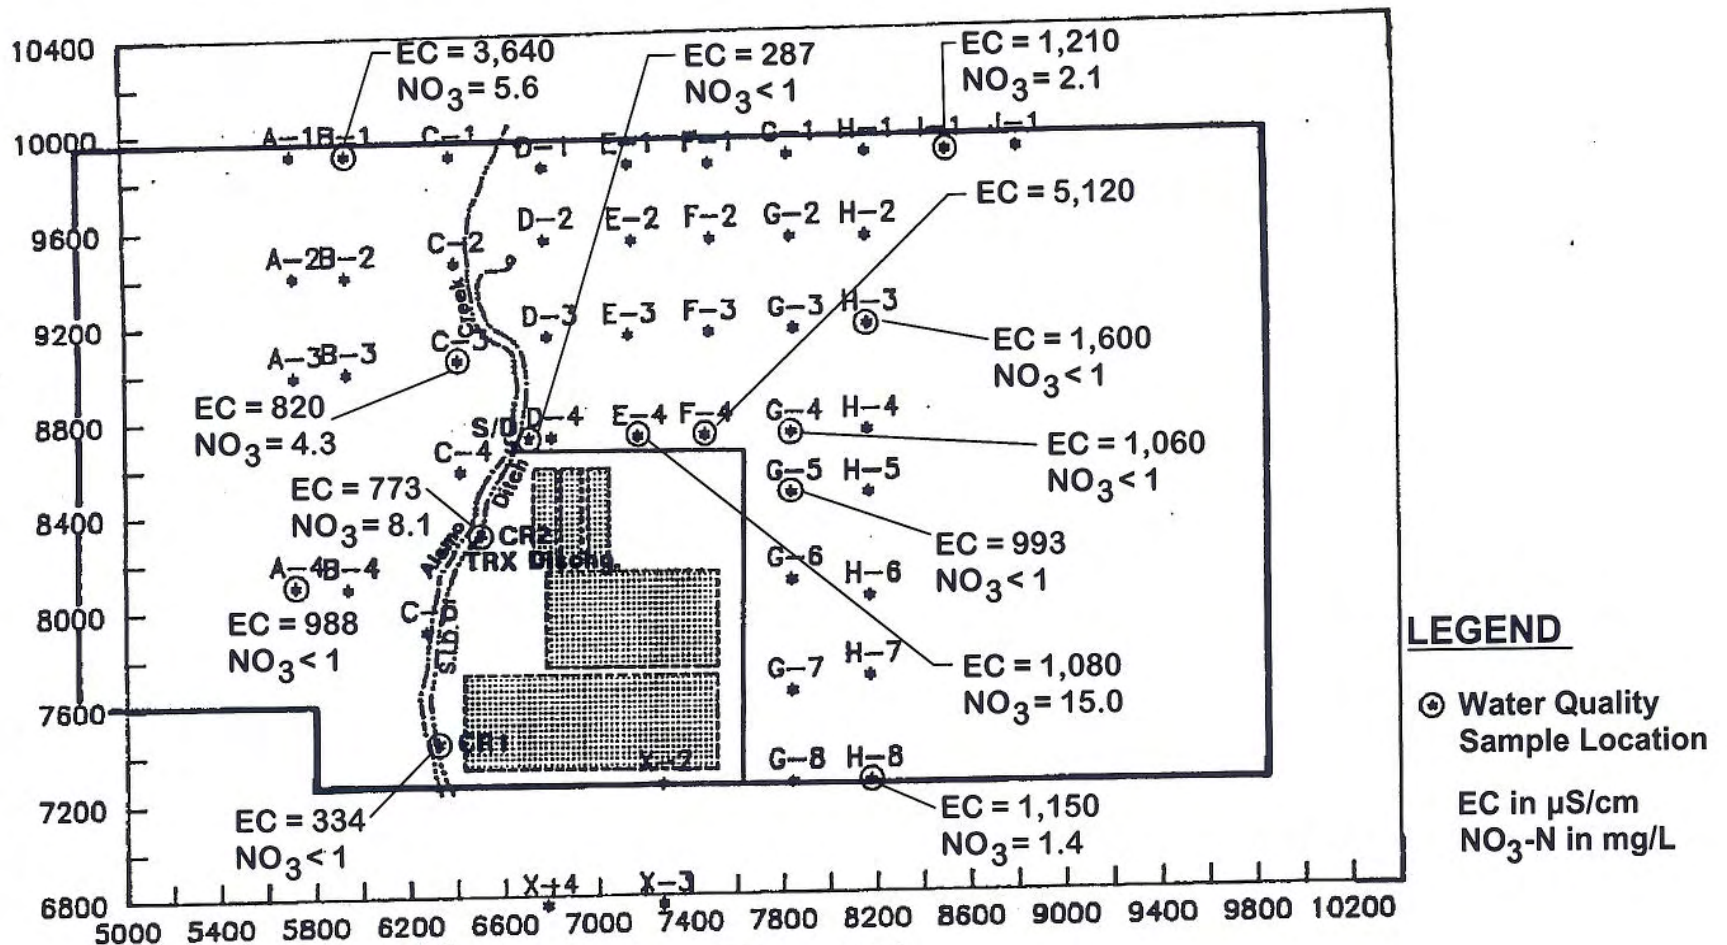 10400
EC = 3,640
NO3 = 5.6
EC = 287
NO3 < 1
EC = 1,210
NO3 = 2.1
10000
A-1 B-1 C-1 D-1 E-1 F-1 G-1 H-1 I-1 J-1
EC = 5,120
9600
C-2 D-2 E-2 F-2 G-2 H-2
A-2 B-2
Creek
9200
C-3 D-3 E-3 F-3 G-3 H-3
A-3 B-3
EC = 1,600
NO3 < 1
EC = 820
NO3 = 4.3
8800
S/D D-4 E-4 F-4 G-4 H-4
C-4
EC = 1,060
NO3 < 1
G-5 H-5
Ditch
EC = 773
NO3 = 8.1
8400
CR2
TRX Dischg.
Alamo
EC = 993
NO3 < 1
A-4 B-4
G-6 H-6
8000
C-
S.I.D. Di
EC = 988
NO3 < 1
LEGEND
G-7 H-7
EC = 1,080
NO3 = 15.0
Water Quality
Sample Location
7600
CR1
X-2 G-8 H-8
EC in µS/cm
NO3-N in mg/L
7200
EC = 334
NO3 < 1
EC = 1,150
NO3 = 1.4
6800
X-4 X-3
5000 5400 5800 6200 6600 7000 7400 7800 8200 8600 9000 9400 9800 10200